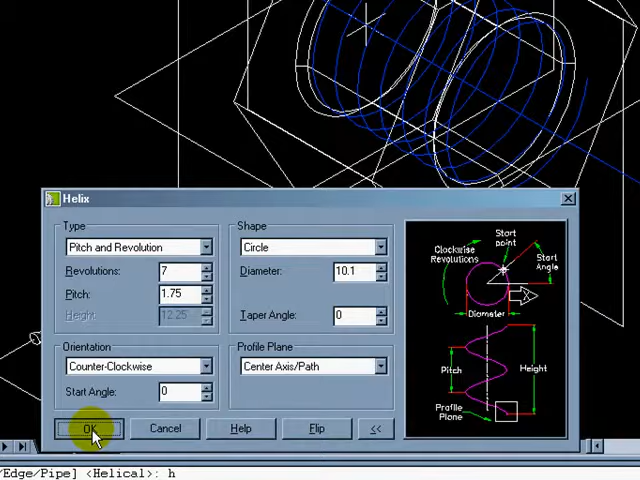 Helix
Type
Pitch and Revolution
Revolutions: 7
Pitch: 1.75
Height: 12.25
Shape
Circle
Diameter: 10.1
Taper Angle: 0
Orientation
Counter-Clockwise
Start Angle: 0
Profile Plane
Center Axis/Path
OK
Cancel
Help
Flip
<<
Start
point
Clockwise
Revolutions
Start
Angle
X
Diameter
Pitch
Height
Profile
Plane
/Edge/Pipe] <Helical>: h